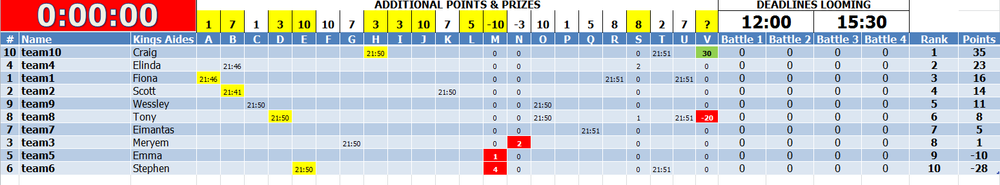 0:00:00 ADDITIONAL POINTS & PRIZES DEADLINES LOOMING
1 7 1 3 10 10 7 3 3 10 7 5 -10 -3 10 1 5 8 8 2 7 ? 12:00 15:30
# Name Kings Aides A B C D E F G H I J K L M N O P Q R S T U V Battle 1 Battle 2 Battle 3 Battle 4 Rank Points
10 team10 Craig 21:50 0 0 0 21:51 30 0 0 0 0 1 35
4 team4 Elinda 21:46 0 0 2 0 0 0 0 0 2 23
1 team1 Fiona 21:46 0 0 21:51 0 21:51 0 0 0 0 0 3 16
2 team2 Scott 21:41 21:50 0 0 0 0 0 0 0 0 4 14
9 team9 Wessley 21:50 0 0 21:50 0 0 0 0 0 0 5 11
8 team8 Tony 21:50 0 0 21:50 1 21:51 -20 0 0 0 0 6 8
7 team7 Eimantas 0 0 21:51 0 0 0 0 0 0 7 5
3 team3 Meryem 21:50 0 2 0 0 0 0 0 0 8 1
5 team5 Emma 1 0 0 0 0 0 0 0 9 -10
6 team6 Stephen 21:50 4 0 0 21:51 0 0 0 0 0 10 -28